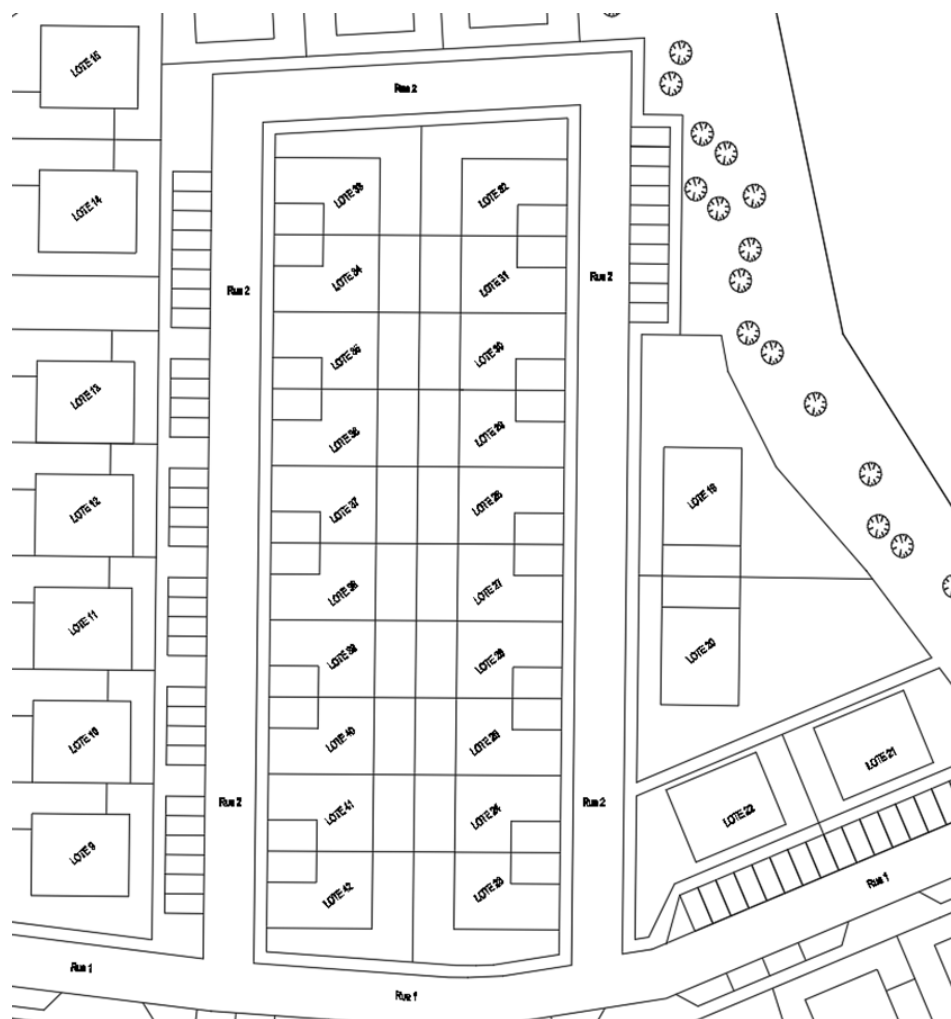 LOTE 15
Rua 2
LOTE 14
LOTE 33
LOTE 32
LOTE 34
LOTE 31
Rua 2
Rua 2
LOTE 13
LOTE 35
LOTE 30
LOTE 36
LOTE 29
LOTE 12
LOTE 37
LOTE 28
LOTE 19
LOTE 11
LOTE 38
LOTE 27
LOTE 39
LOTE 26
LOTE 20
LOTE 10
LOTE 40
LOTE 25
LOTE 21
Rua 2
LOTE 41
LOTE 24
Rua 2
LOTE 22
LOTE 9
LOTE 42
LOTE 23
Rua 1
Rua 1
Rua 1